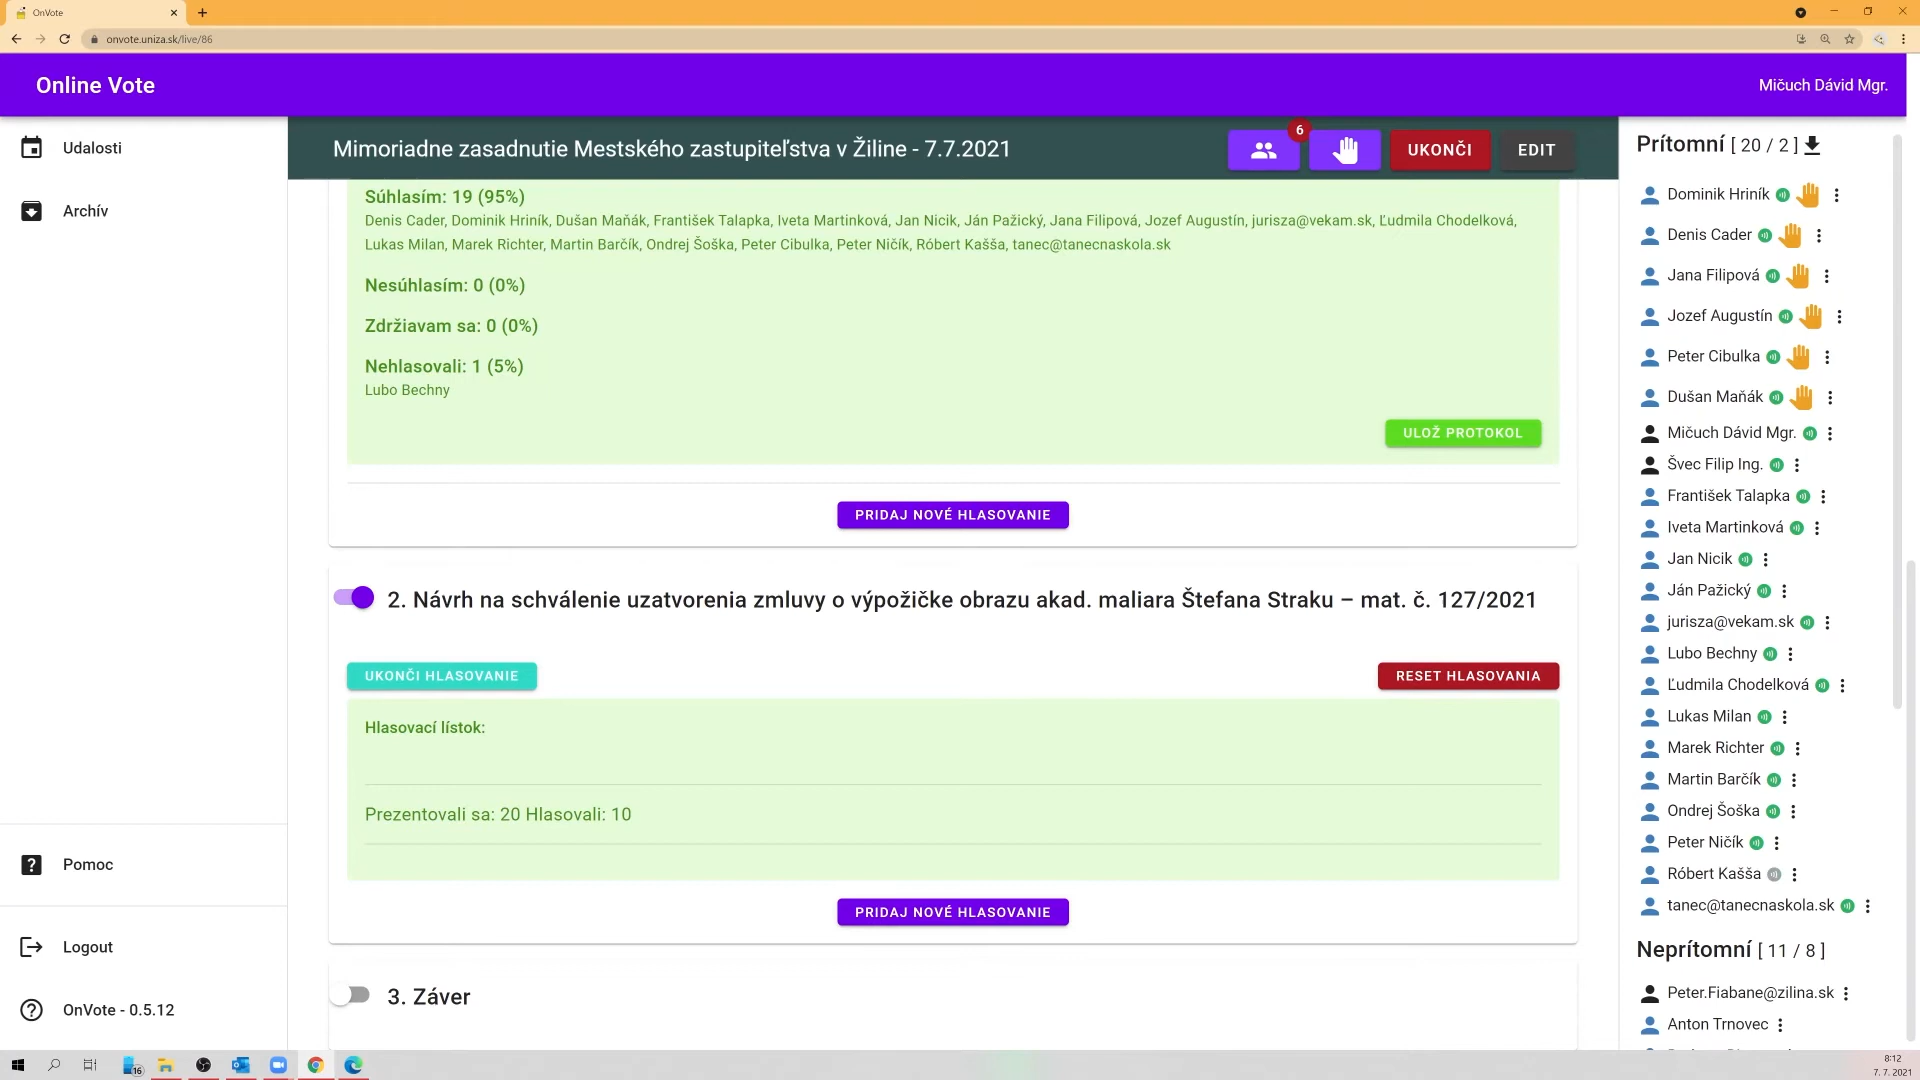 OnVote
onvote.uniza.sk/live/86
Online Vote
Mičuch Dávid Mgr.
Udalosti
Archív
Pomoc
Logout
OnVote - 0.5.12
Mimoriadne zasadnutie Mestského zastupiteľstva v Žiline - 7.7.2021
6
UKONČI
EDIT
Súhlasím: 19 (95%)
Denis Cader, Dominik Hriník, Dušan Maňák, František Talapka, Iveta Martinková, Jan Nicik, Ján Pažický, Jana Filipová, Jozef Augustín, jurisza@vekam.sk, Ľudmila Chodelková,
Lukas Milan, Marek Richter, Martin Barčík, Ondrej Šoška, Peter Cibulka, Peter Ničík, Róbert Kašša, tanec@tanecnaskola.sk
Nesúhlasím: 0 (0%)
Zdržiavam sa: 0 (0%)
Nehlasovali: 1 (5%)
Lubo Bechny
ULOŽ PROTOKOL
PRIDAJ NOVÉ HLASOVANIE
2. Návrh na schválenie uzatvorenia zmluvy o výpožičke obrazu akad. maliara Štefana Straku – mat. č. 127/2021
UKONČI HLASOVANIE
RESET HLASOVANIA
Hlasovací lístok:
Prezentovali sa: 20 Hlasovali: 10
PRIDAJ NOVÉ HLASOVANIE
3. Záver
Prítomní [ 20 / 2 ]
Dominik Hriník
Denis Cader
Jana Filipová
Jozef Augustín
Peter Cibulka
Dušan Maňák
Mičuch Dávid Mgr.
Švec Filip Ing.
František Talapka
Iveta Martinková
Jan Nicik
Ján Pažický
jurisza@vekam.sk
Lubo Bechny
Ľudmila Chodelková
Lukas Milan
Marek Richter
Martin Barčík
Ondrej Šoška
Peter Ničík
Róbert Kašša
tanec@tanecnaskola.sk
Neprítomní [ 11 / 8 ]
Peter.Fiabane@zilina.sk
Anton Trnovec
16
8:12
7. 7. 2021